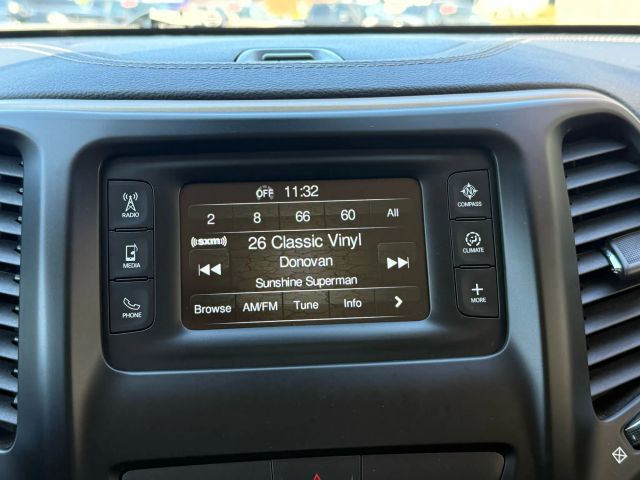 OFF 11:32
2 8 66 60 All
((sxm)) 26 Classic Vinyl
Donovan
Sunshine Superman
Browse AM/FM Tune Info
RADIO
MEDIA
PHONE
N
COMPASS
CLIMATE
+
MORE